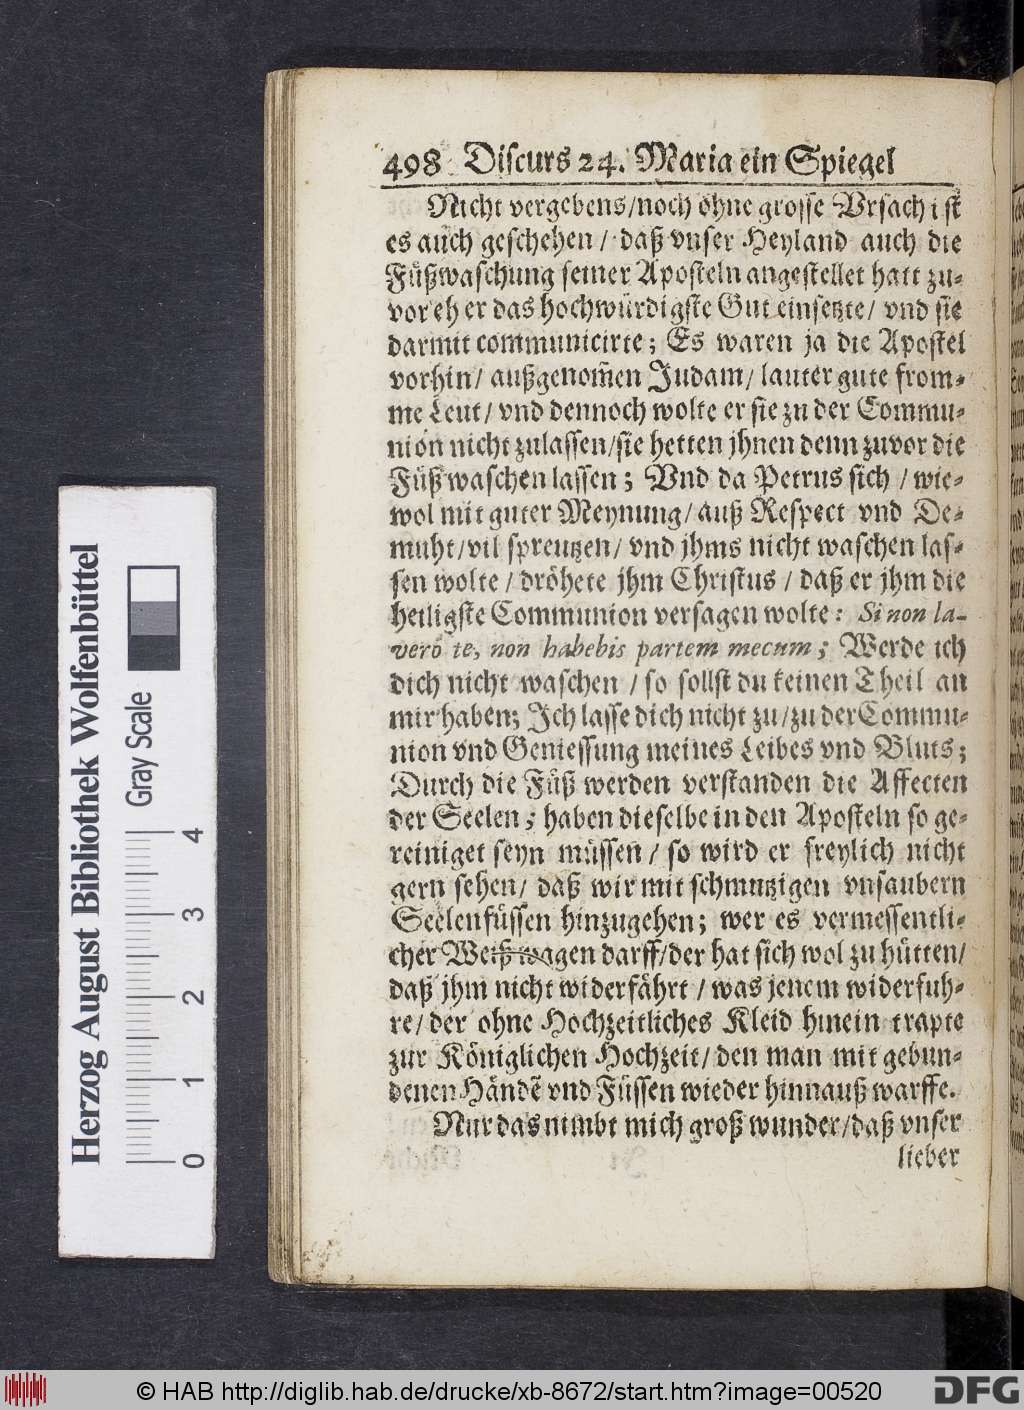 498 Discurs 24. Maria ein Spiegel
Nicht vergebens/noch ohne grosse Vrsach ist
es auch geschehen / daß vnser Heyland auch die
Füßwaschung seiner Aposteln angestellet hatt zu-
vor eh er das hochwürdigste Gut einsetzte/ vnd sie
darmit communicirte; Es waren ja die Apostel
vorhin/ außgenom̃en Judam/ lauter gute from-
me Leut/ vnd dennoch wolte er sie zu der Commu-
nion nicht zulassen/sie hetten jhnen denn zuvor die
Füß waschen lassen; Vnd da Petrus sich / wie-
wol mit guter Meynung/ auß Respect vnd De-
muht/vil spreutzen/ vnd jhms nicht waschen las-
sen wolte / dröhete jhm Christus / daß er jhm die
heiligste Communion versagen wolte: Si non la-
vero te, non habebis partem mecum; Werde ich
dich nicht waschen / so sollst du keinen Theil an
mir haben; Ich lasse dich nicht zu/zu der Commu-
nion vnd Geniessung meines Leibes vnd Bluts;
Durch die Füß werden verstanden die Affecten
der Seelen; haben dieselbe in den Aposteln so ge-
reiniget seyn müssen / so wird er freylich nicht
gern sehen/ daß wir mit schmutzigen vnsaubern
Seelenfüssen hinzugehen; wer es vermessentli-
cher Weiß wagen darff/der hat sich wol zu hütten/
daß jhm nicht widerfährt / was jenem widerfuh-
re/ der ohne Hochzeitliches Kleid hinein trapte
zur Königlichen Hochzeit/ den man mit gebun-
denen Händẽ vnd Füssen wieder hinnauß warffe.
Nur das nimbt mich groß wunder/daß vnser
lieber
Herzog August Bibliothek Wolfenbüttel
Gray Scale
0 1 2 3 4
© HAB http://diglib.hab.de/drucke/xb-8672/start.htm?image=00520
DFG